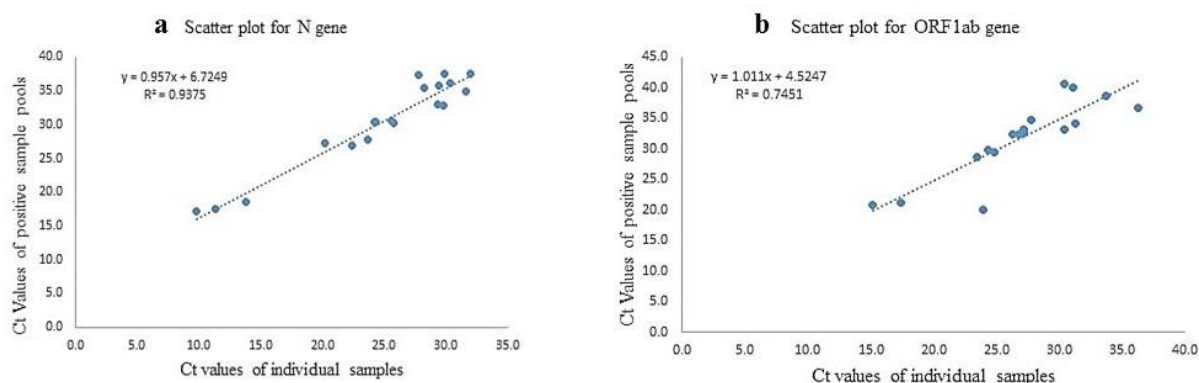 a Scatter plot for N gene
40.0
35.0
30.0
25.0
20.0
15.0
10.0
5.0
0.0
y = 0.957x + 6.7249
R² = 0.9375
Ct Values of positive sample pools
0.0 5.0 10.0 15.0 20.0 25.0 30.0 35.0
Ct values of individual samples
b Scatter plot for ORF1ab gene
45.0
40.0
35.0
30.0
25.0
20.0
15.0
10.0
5.0
0.0
y = 1.011x + 4.5247
R² = 0.7451
Ct Values of positive sample pools
0.0 5.0 10.0 15.0 20.0 25.0 30.0 35.0 40.0
Ct values of individual samples